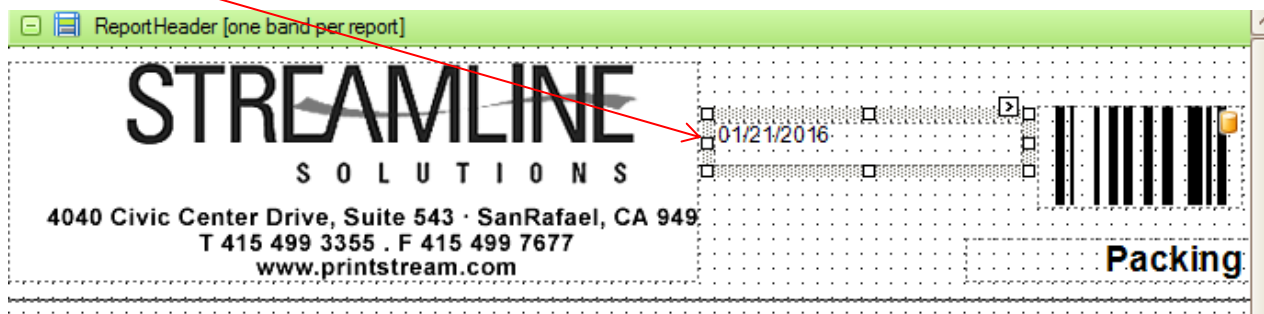 ReportHeader [one band per report]
STREAMLINE
SOLUTIONS
4040 Civic Center Drive, Suite 543 · SanRafael, CA 949
T 415 499 3355 . F 415 499 7677
www.printstream.com
01/21/2016
Packing